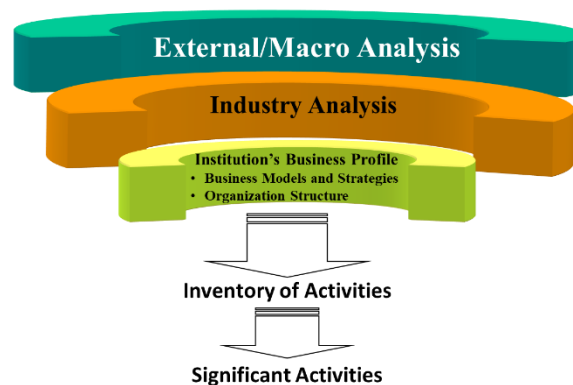 External/Macro Analysis
Industry Analysis
Institution's Business Profile
• Business Models and Strategies
• Organization Structure
Inventory of Activities
Significant Activities